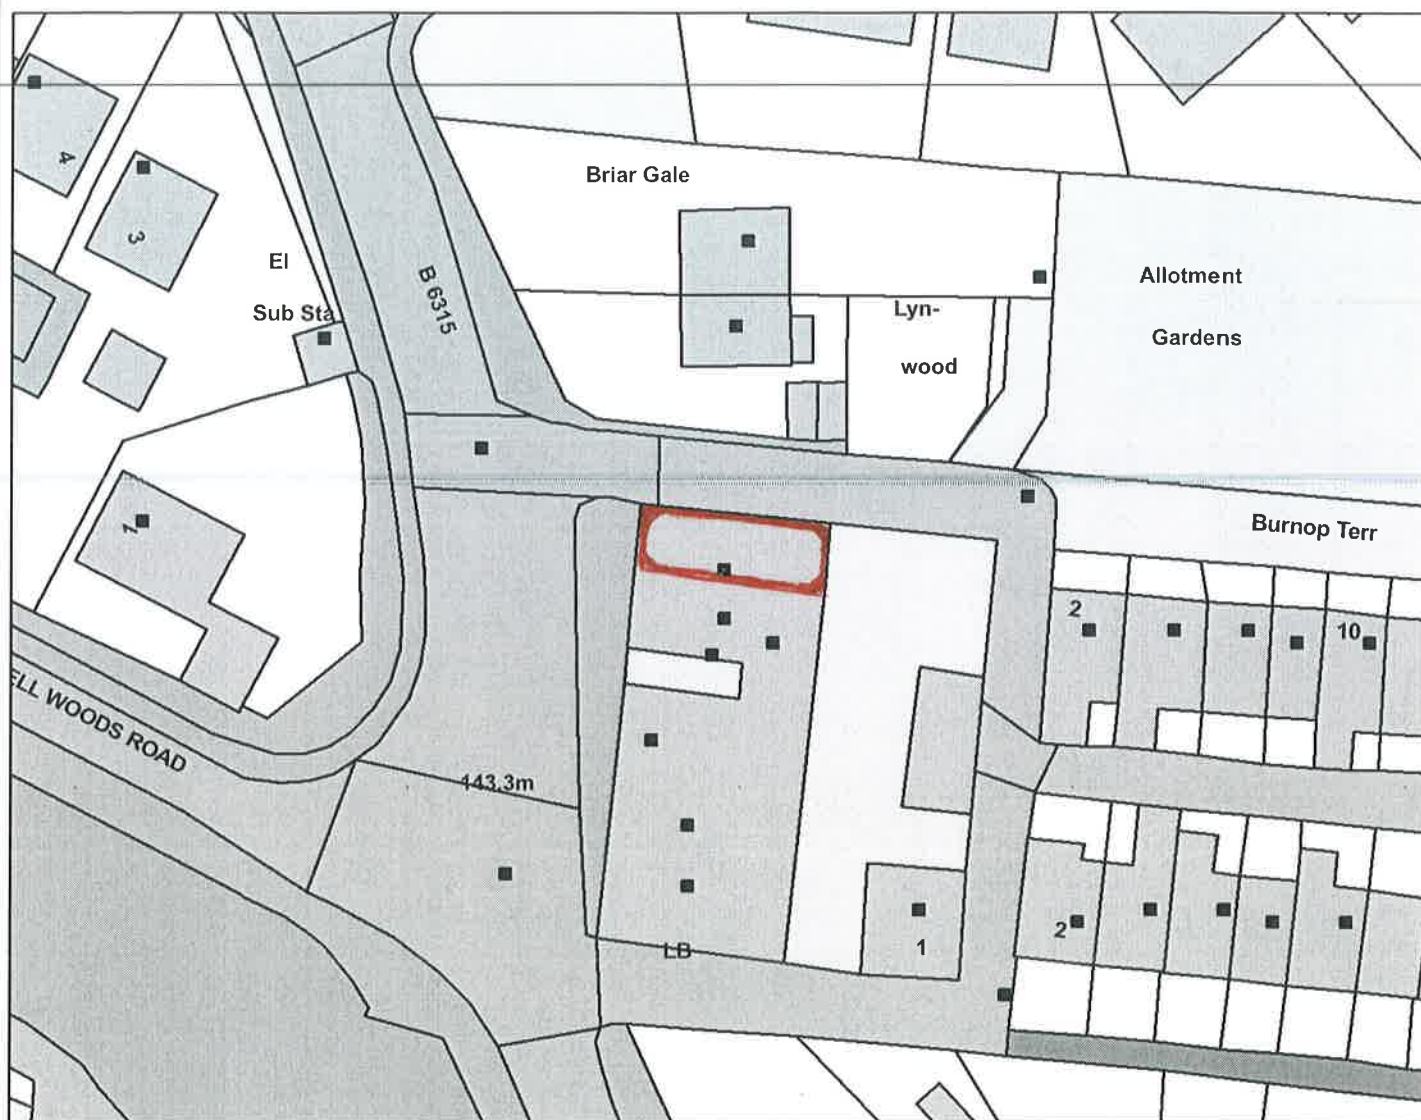 4
Briar Gale
3
El
Sub Sta
B 6315
Allotment
Gardens
Lyn-
wood
1
Burnop Terr
2
10
ELL WOODS ROAD
143.3m
LB
1
2